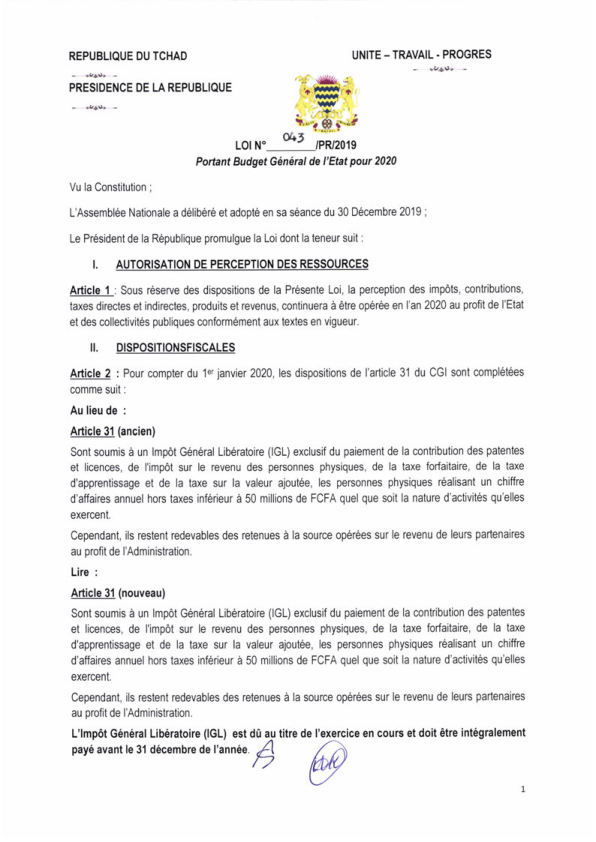 REPUBLIQUE DU TCHAD
UNITE – TRAVAIL - PROGRES
PRESIDENCE DE LA REPUBLIQUE
LOI N° 043 /PR/2019
Portant Budget Général de l'Etat pour 2020
Vu la Constitution ;
L'Assemblée Nationale a délibéré et adopté en sa séance du 30 Décembre 2019 ;
Le Président de la République promulgue la Loi dont la teneur suit :
I. AUTORISATION DE PERCEPTION DES RESSOURCES
Article 1 : Sous réserve des dispositions de la Présente Loi, la perception des impôts, contributions,
taxes directes et indirectes, produits et revenus, continuera à être opérée en l'an 2020 au profit de l'Etat
et des collectivités publiques conformément aux textes en vigueur.
II. DISPOSITIONSFISCALES
Article 2 : Pour compter du 1er janvier 2020, les dispositions de l'article 31 du CGI sont complétées
comme suit :
Au lieu de :
Article 31 (ancien)
Sont soumis à un Impôt Général Libératoire (IGL) exclusif du paiement de la contribution des patentes
et licences, de l'impôt sur le revenu des personnes physiques, de la taxe forfaitaire, de la taxe
d'apprentissage et de la taxe sur la valeur ajoutée, les personnes physiques réalisant un chiffre
d'affaires annuel hors taxes inférieur à 50 millions de FCFA quel que soit la nature d'activités qu'elles
exercent.
Cependant, ils restent redevables des retenues à la source opérées sur le revenu de leurs partenaires
au profit de l'Administration.
Lire :
Article 31 (nouveau)
Sont soumis à un Impôt Général Libératoire (IGL) exclusif du paiement de la contribution des patentes
et licences, de l'impôt sur le revenu des personnes physiques, de la taxe forfaitaire, de la taxe
d'apprentissage et de la taxe sur la valeur ajoutée, les personnes physiques réalisant un chiffre
d'affaires annuel hors taxes inférieur à 50 millions de FCFA quel que soit la nature d'activités qu'elles
exercent.
Cependant, ils restent redevables des retenues à la source opérées sur le revenu de leurs partenaires
au profit de l'Administration.
L'Impôt Général Libératoire (IGL) est dû au titre de l'exercice en cours et doit être intégralement
payé avant le 31 décembre de l'année.
1